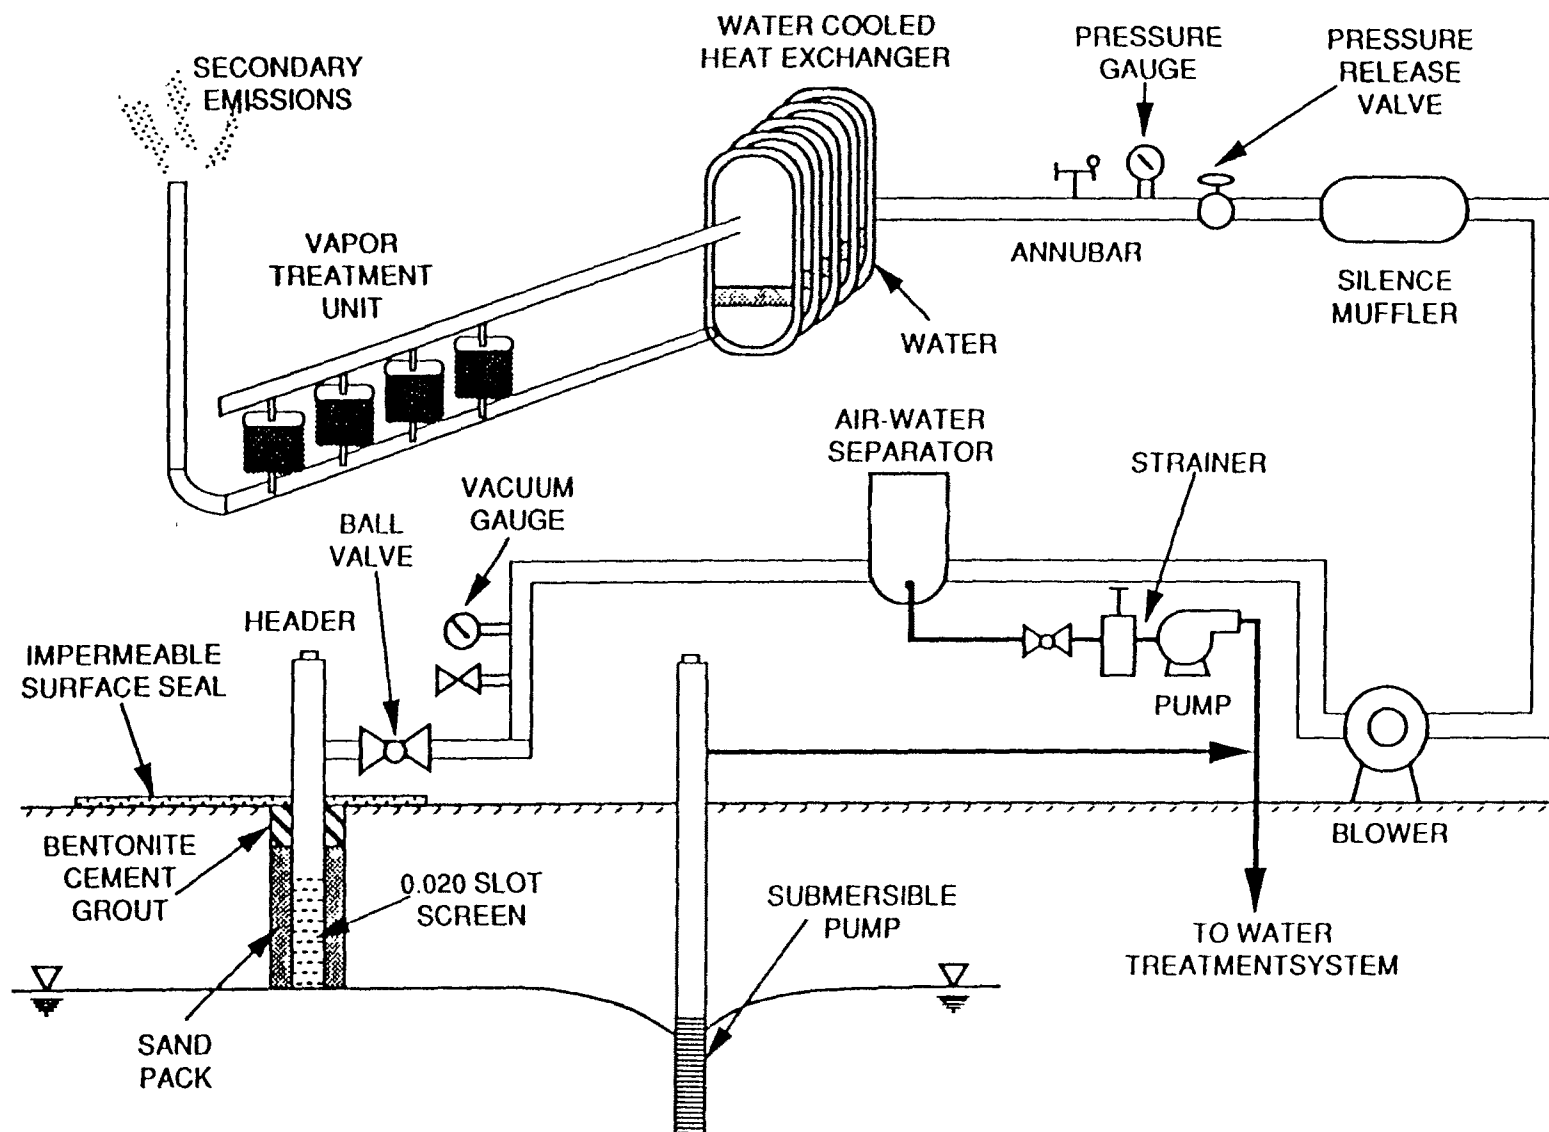 WATER COOLED
HEAT EXCHANGER
PRESSURE
GAUGE
PRESSURE
RELEASE
VALVE
SECONDARY
EMISSIONS
VAPOR
TREATMENT
UNIT
ANNUBAR
SILENCE
MUFFLER
WATER
AIR-WATER
SEPARATOR
STRAINER
VACUUM
GAUGE
BALL
VALVE
HEADER
IMPERMEABLE
SURFACE SEAL
PUMP
BLOWER
BENTONITE
CEMENT
GROUT
0.020 SLOT
SCREEN
SUBMERSIBLE
PUMP
TO WATER
TREATMENTSYSTEM
SAND
PACK